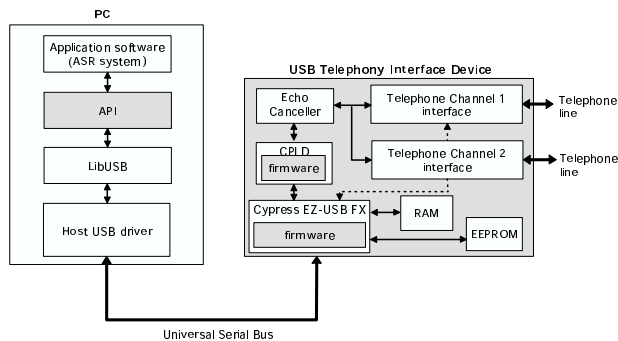 PC
Application software
(ASR system)
API
LibUSB
Host USB driver
USB Telephony Interface Device
Echo
Canceller
Telephone Channel 1
interface
Telephone
line
CPLD
firmware
Telephone Channel 2
interface
Telephone
line
Cypress EZ-USB FX
firmware
RAM
EEPROM
Universal Serial Bus